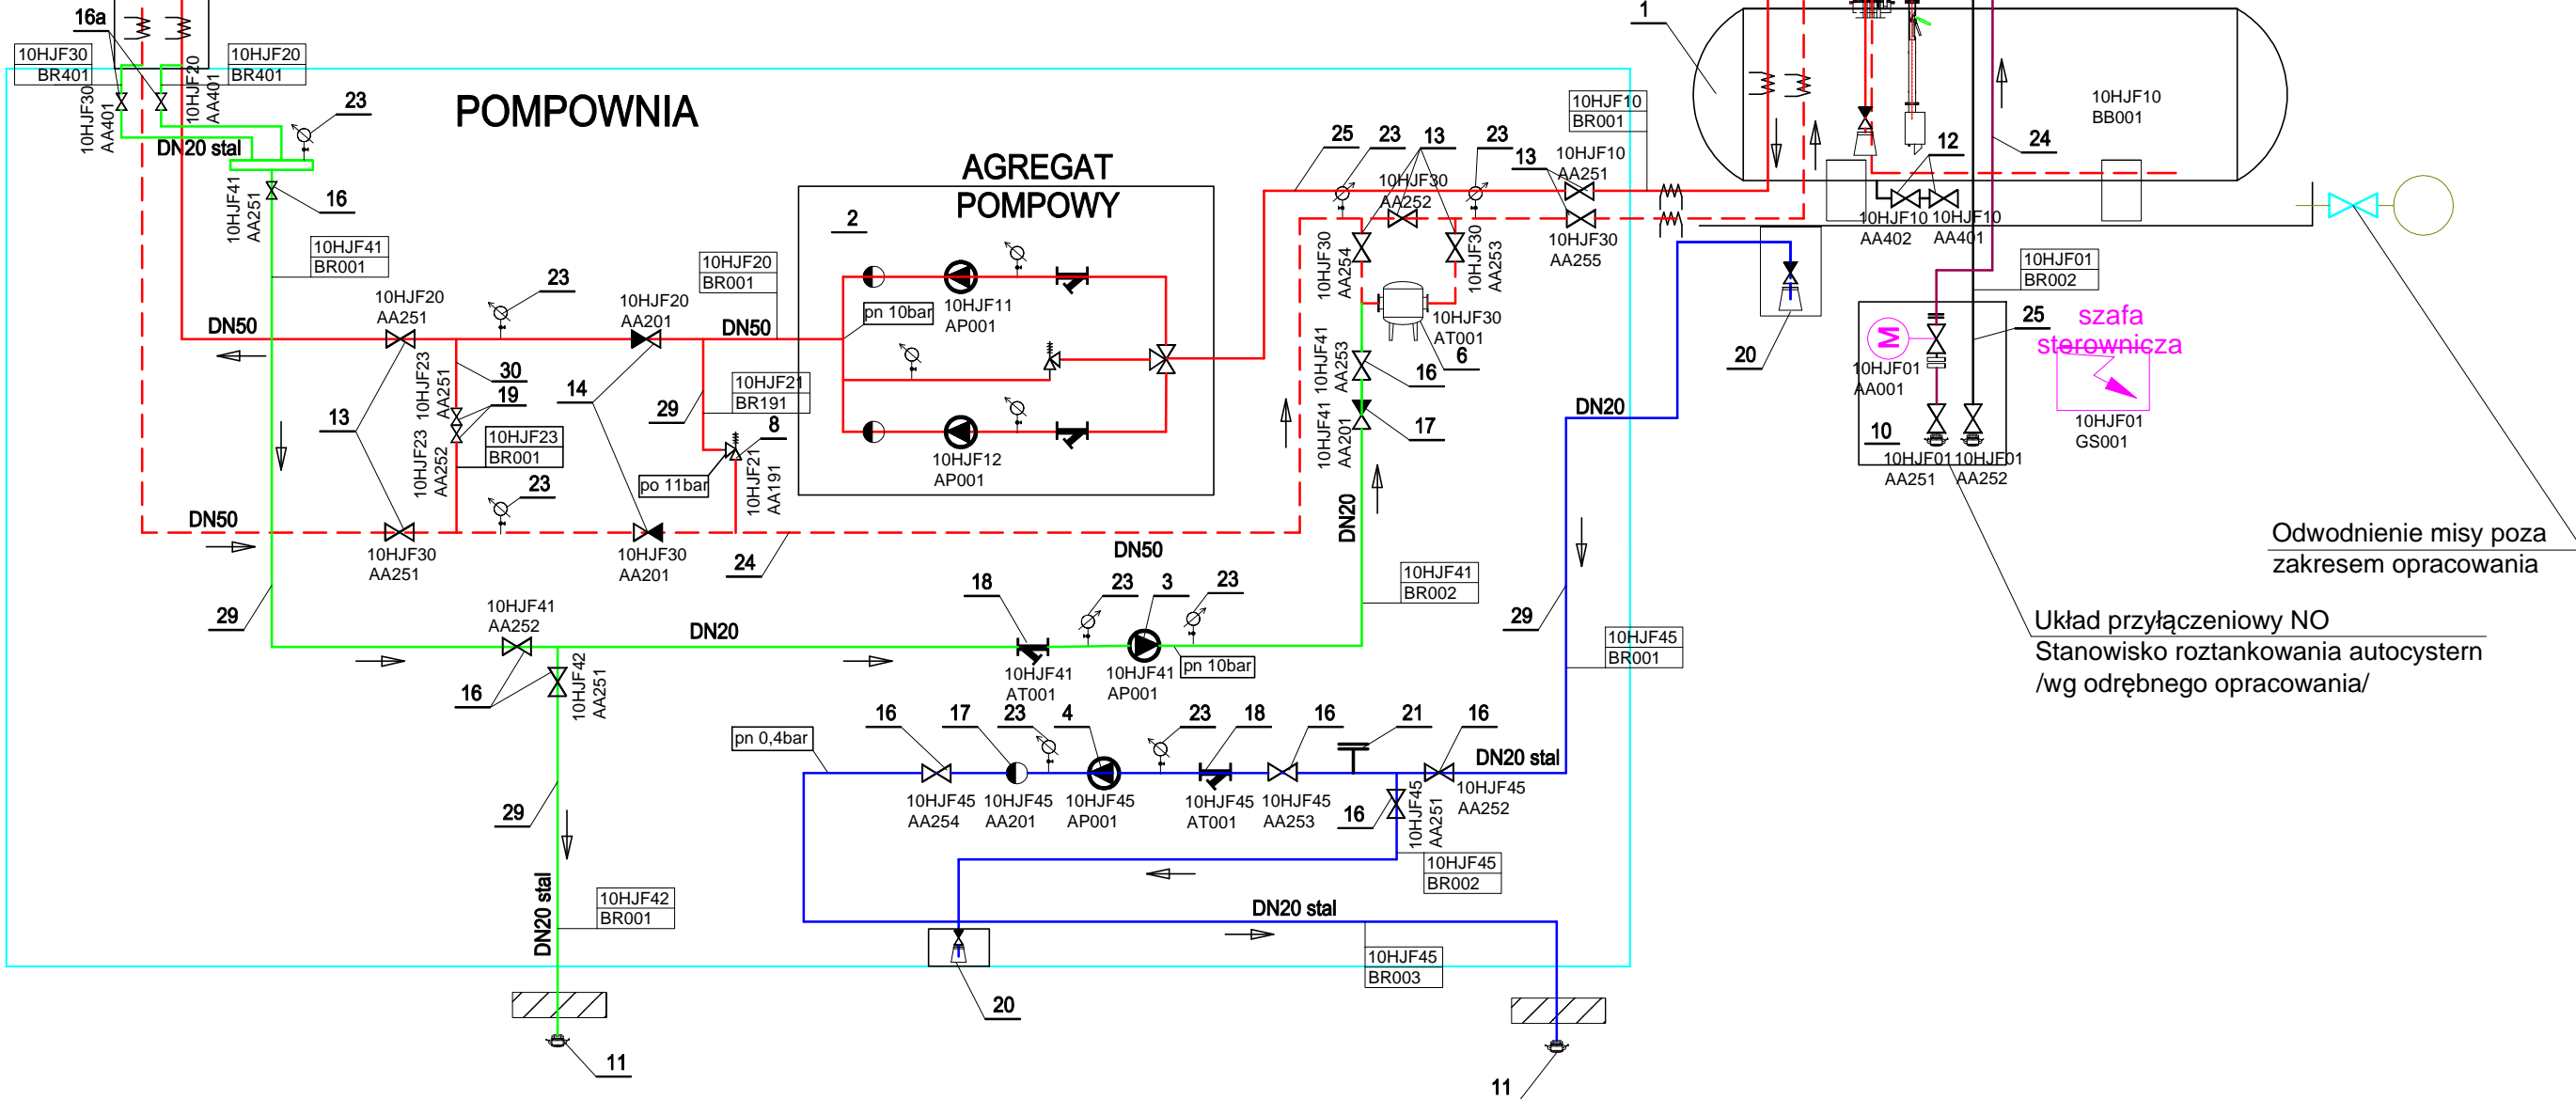 16a
10HJF30
BR401
10HJF20
BR401
10HJF30
AA401
10HJF20
AA401
23
DN20 stal
POMPOWNIA
10HJF41
AA251
16
10HJF41
BR001
AGREGAT
POMPOWY
2
10HJF11
AP001
pn 10bar
10HJF12
AP001
10HJF20
BR001
DN50
10HJF20
AA251
23
10HJF20
AA201
DN50
30
19
10HJF23
AA251
10HJF23
AA252
10HJF23
BR001
13
14
29
10HJF21
BR191
8
po 11bar
10HJF21
AA191
23
DN50
10HJF30
AA251
10HJF30
AA201
24
DN50
25
23
13
23
13
10HJF10
AA251
10HJF10
BR001
10HJF30
AA252
10HJF30
AA254
10HJF30
AA253
10HJF30
AA255
10HJF30
AT001
6
10HJF41
AA253
16
10HJF41
AA201
17
DN20
10HJF41
BR002
1
10HJF10
BB001
12
24
10HJF10
AA402
10HJF10
AA401
20
10HJF01
BR002
25
M
10HJF01
AA001
10
10HJF01
AA251
10HJF01
AA252
szafa
sterownicza
10HJF01
GS001
DN20
29
10HJF45
BR001
Odwodnienie misy poza
zakresem opracowania
Układ przyłączeniowy NO
Stanowisko roztankowania autocystern
/wg odrębnego opracowania/
29
10HJF41
AA252
DN20
16
10HJF42
AA251
18
23
3
23
10HJF41
AT001
10HJF41
AP001
pn 10bar
pn 0,4bar
16
17
23
4
23
18
16
21
16
DN20 stal
10HJF45
AA254
10HJF45
AA201
10HJF45
AP001
10HJF45
AT001
10HJF45
AA253
16
10HJF45
AA251
10HJF45
AA252
10HJF45
BR002
29
DN20 stal
10HJF42
BR001
DN20 stal
10HJF45
BR003
20
11
11